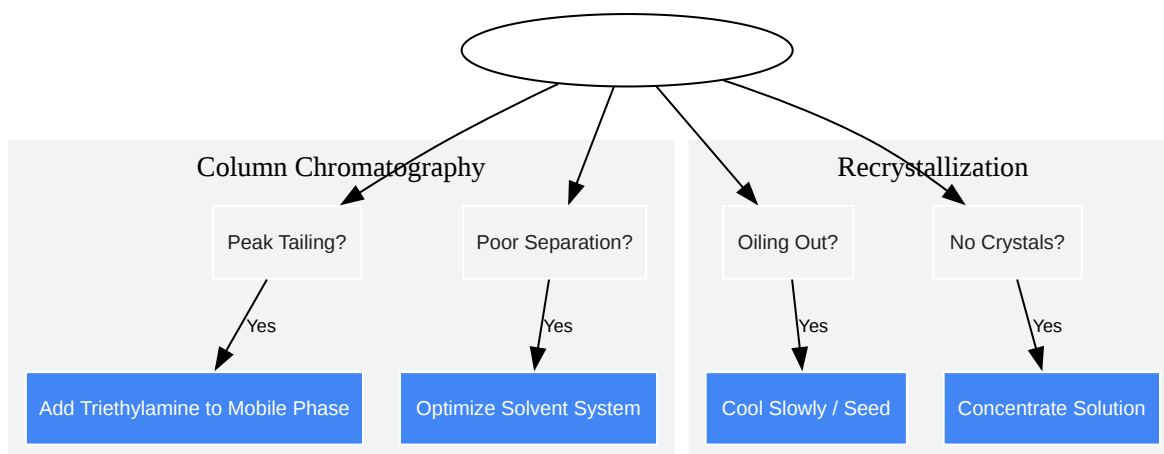 Column Chromatography
Recrystallization
Peak Tailing?
Poor Separation?
Oiling Out?
No Crystals?
Yes
Yes
Yes
Yes
Add Triethylamine to Mobile Phase
Optimize Solvent System
Cool Slowly / Seed
Concentrate Solution